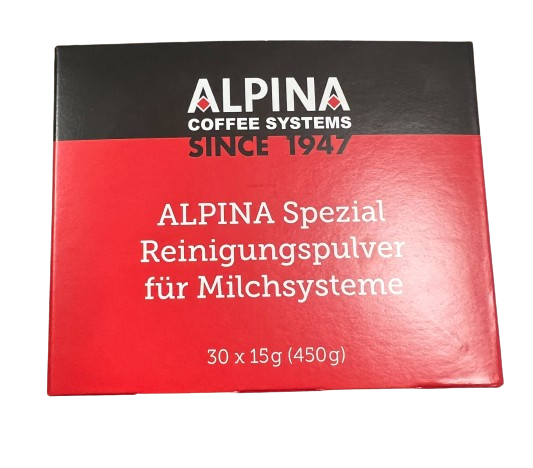 ALPINA
COFFEE SYSTEMS
SINCE 1947
ALPINA Spezial
Reinigungspulver
für Milchsysteme
30 x 15g (450g)